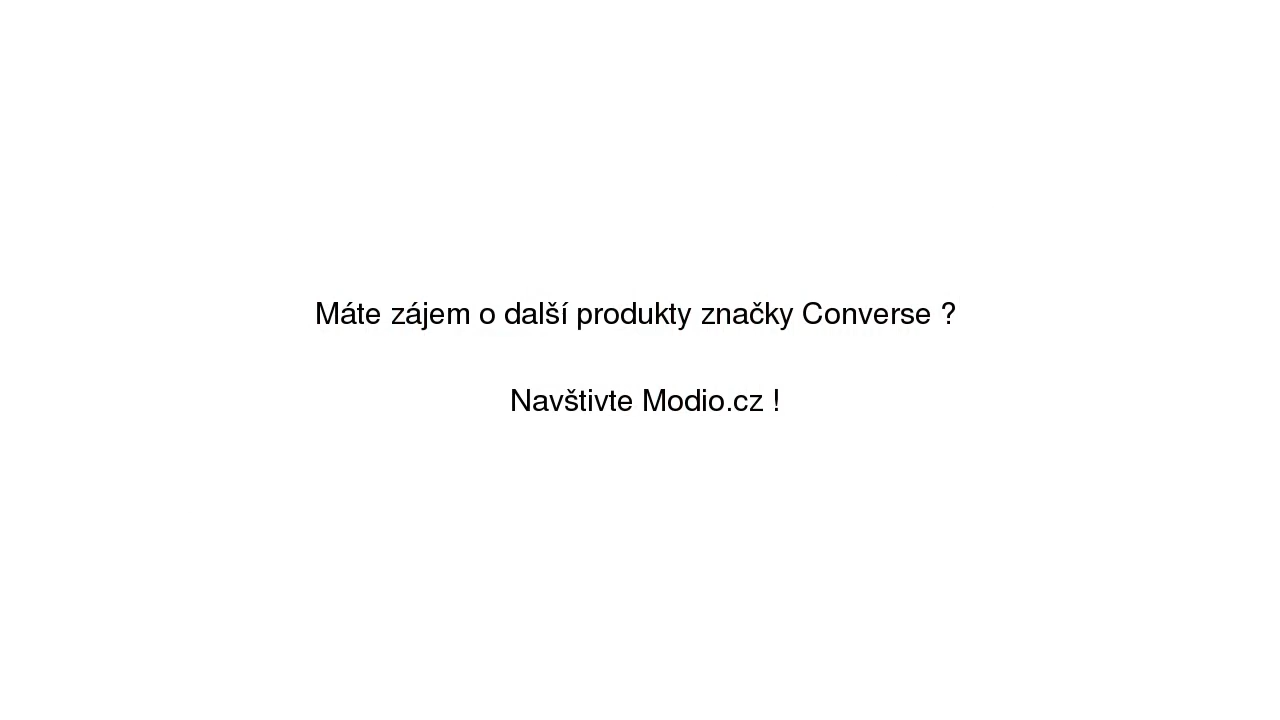 Máte zájem o další produkty značky Converse ?
Navštivte Modio.cz !